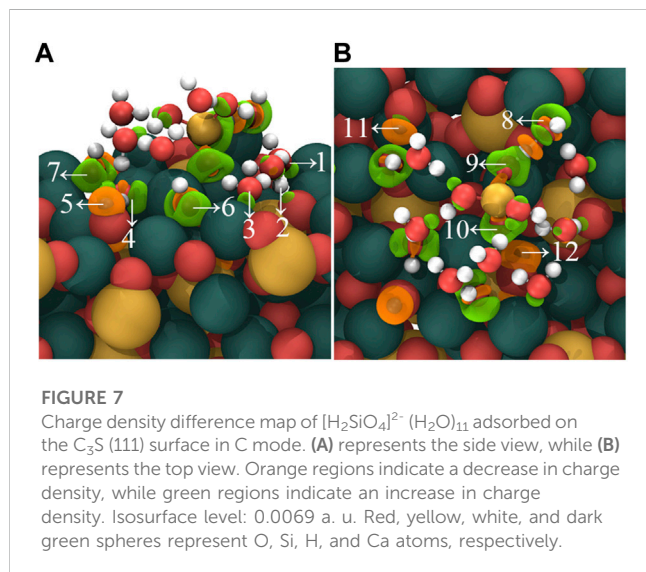 A
B
7
5
4
6
3
2
1
11
8
9
10
12
FIGURE 7
Charge density difference map of [H₂SiO₄]²⁻ (H₂O)₁₁ adsorbed on
the C₃S (111) surface in C mode. (A) represents the side view, while (B)
represents the top view. Orange regions indicate a decrease in charge
density, while green regions indicate an increase in charge
density. Isosurface level: 0.0069 a. u. Red, yellow, white, and dark
green spheres represent O, Si, H, and Ca atoms, respectively.